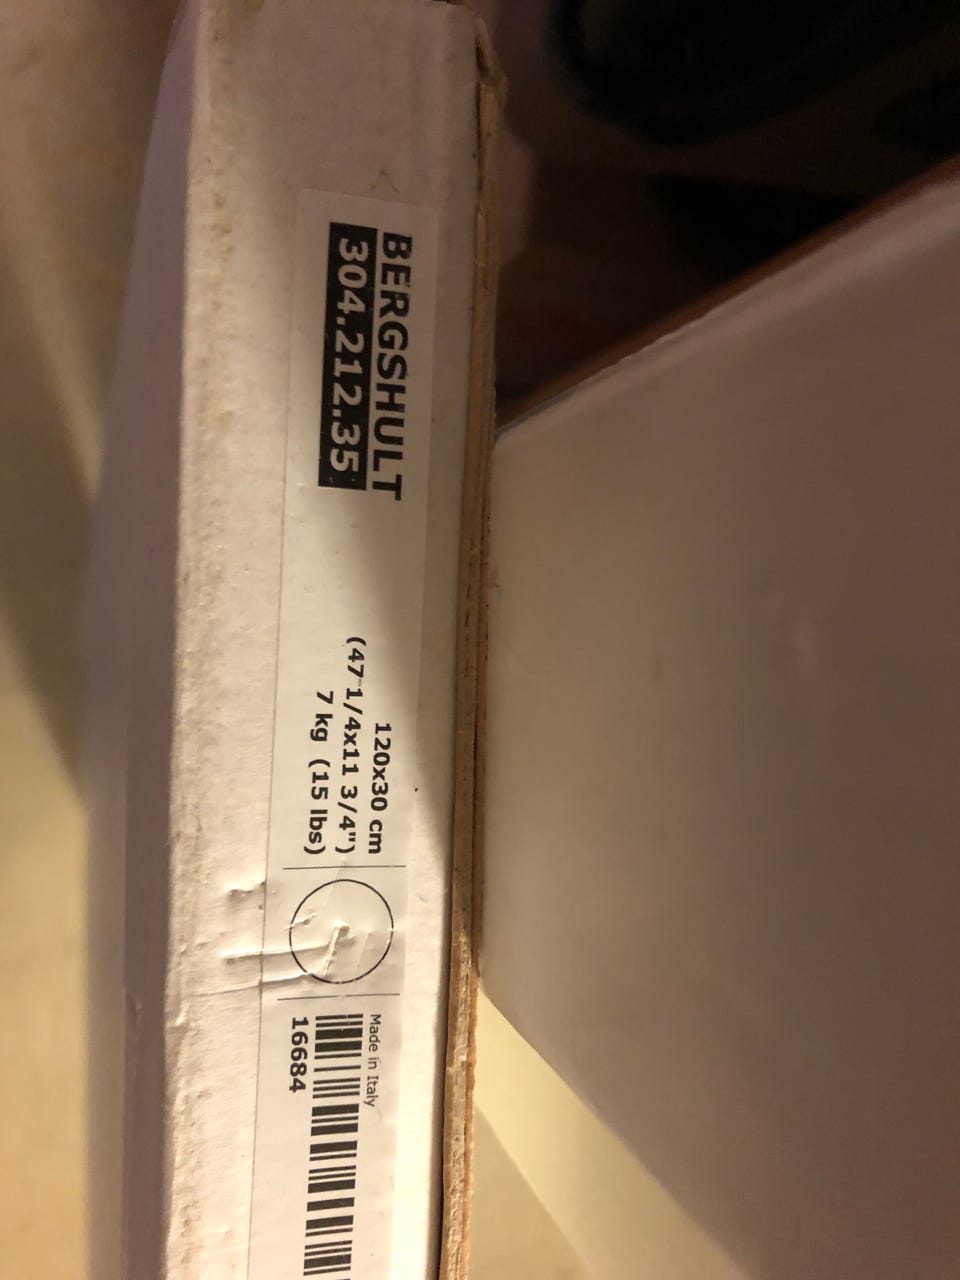 BERGSHULT
304.212.35
120x30 cm
(47 1/4x11 3/4")
7 kg (15 lbs)
Made in Italy
16684